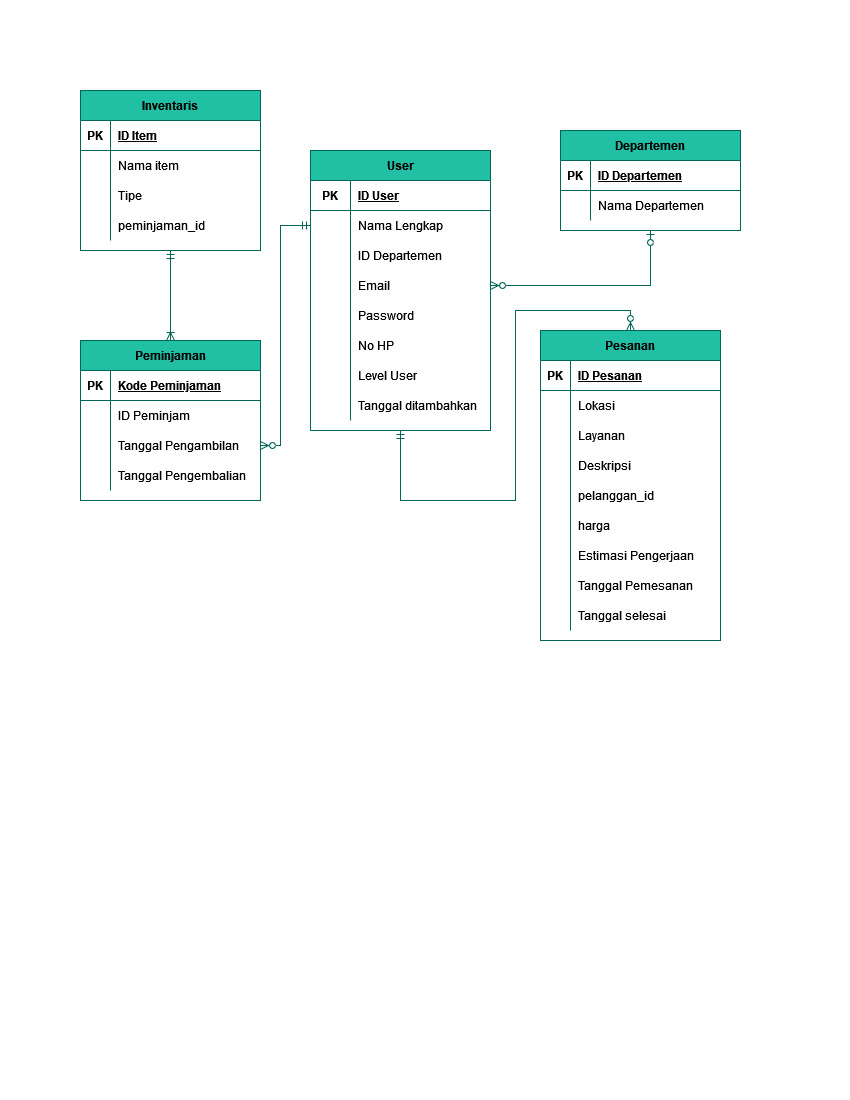 Inventaris
PK ID Item
Nama item
Tipe
peminjaman_id
Peminjaman
PK Kode Peminjaman
ID Peminjam
Tanggal Pengambilan
Tanggal Pengembalian
User
PK ID User
Nama Lengkap
ID Departemen
Email
Password
No HP
Level User
Tanggal ditambahkan
Departemen
PK ID Departemen
Nama Departemen
Pesanan
PK ID Pesanan
Lokasi
Layanan
Deskripsi
pelanggan_id
harga
Estimasi Pengerjaan
Tanggal Pemesanan
Tanggal selesai